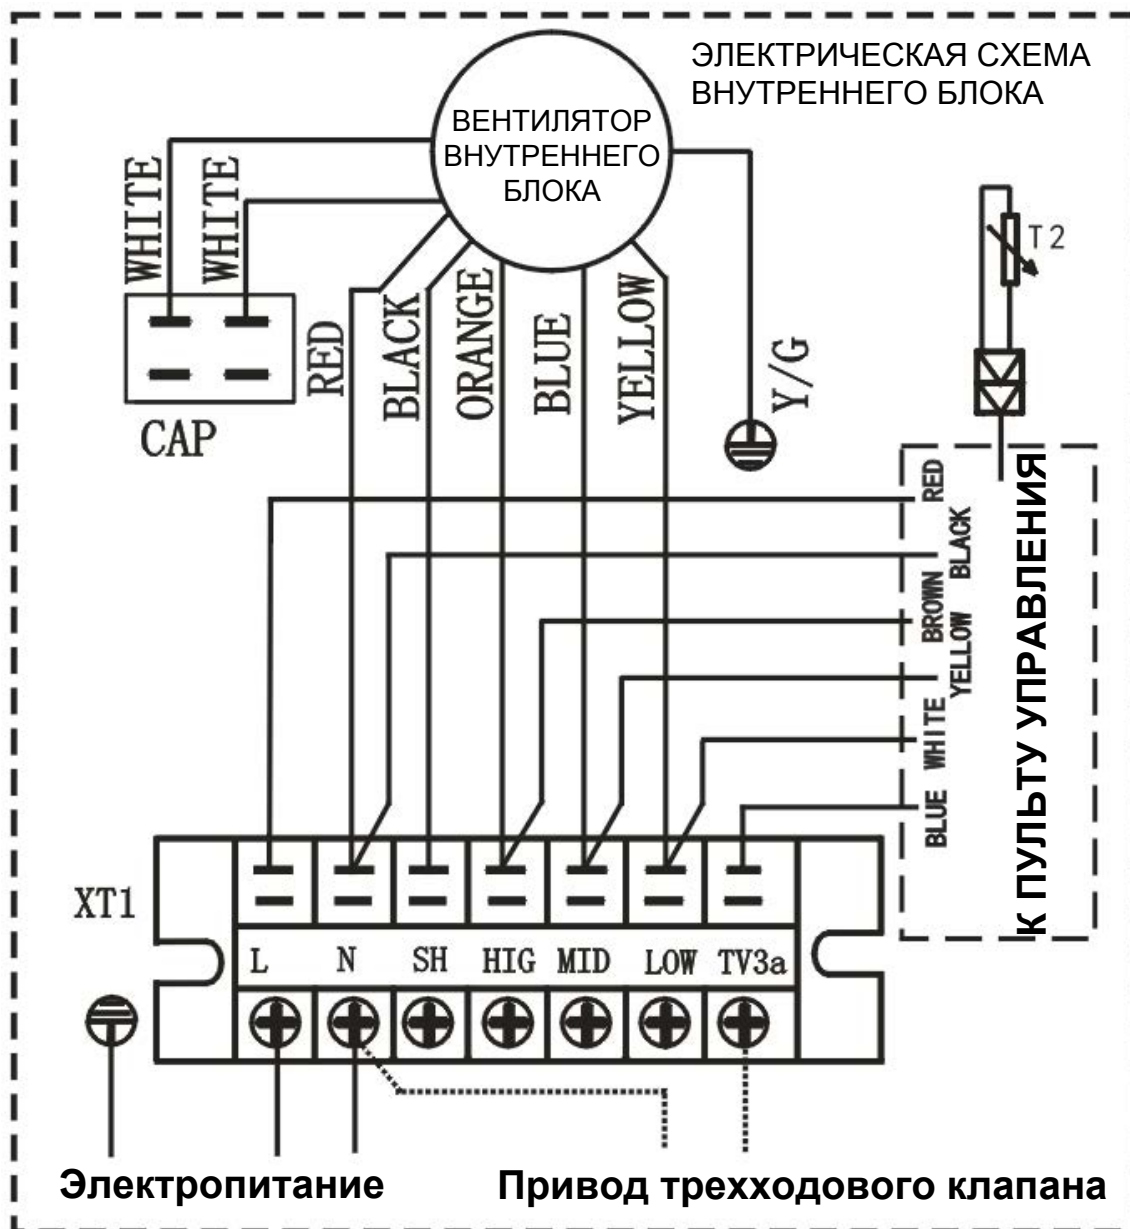 ЭЛЕКТРИЧЕСКАЯ СХЕМА
ВНУТРЕННЕГО БЛОКА
ВЕНТИЛЯТОР
ВНУТРЕННЕГО
БЛОКА
WHITE
WHITE
CAP
RED
BLACK
ORANGE
BLUE
YELLOW
Y/G
T2
RED
BLACK
BROWN
YELLOW
WHITE
BLUE
К ПУЛЬТУ УПРАВЛЕНИЯ
XT1
L N SH HIG MID LOW TV3a
Электропитание
Привод трехходового клапана